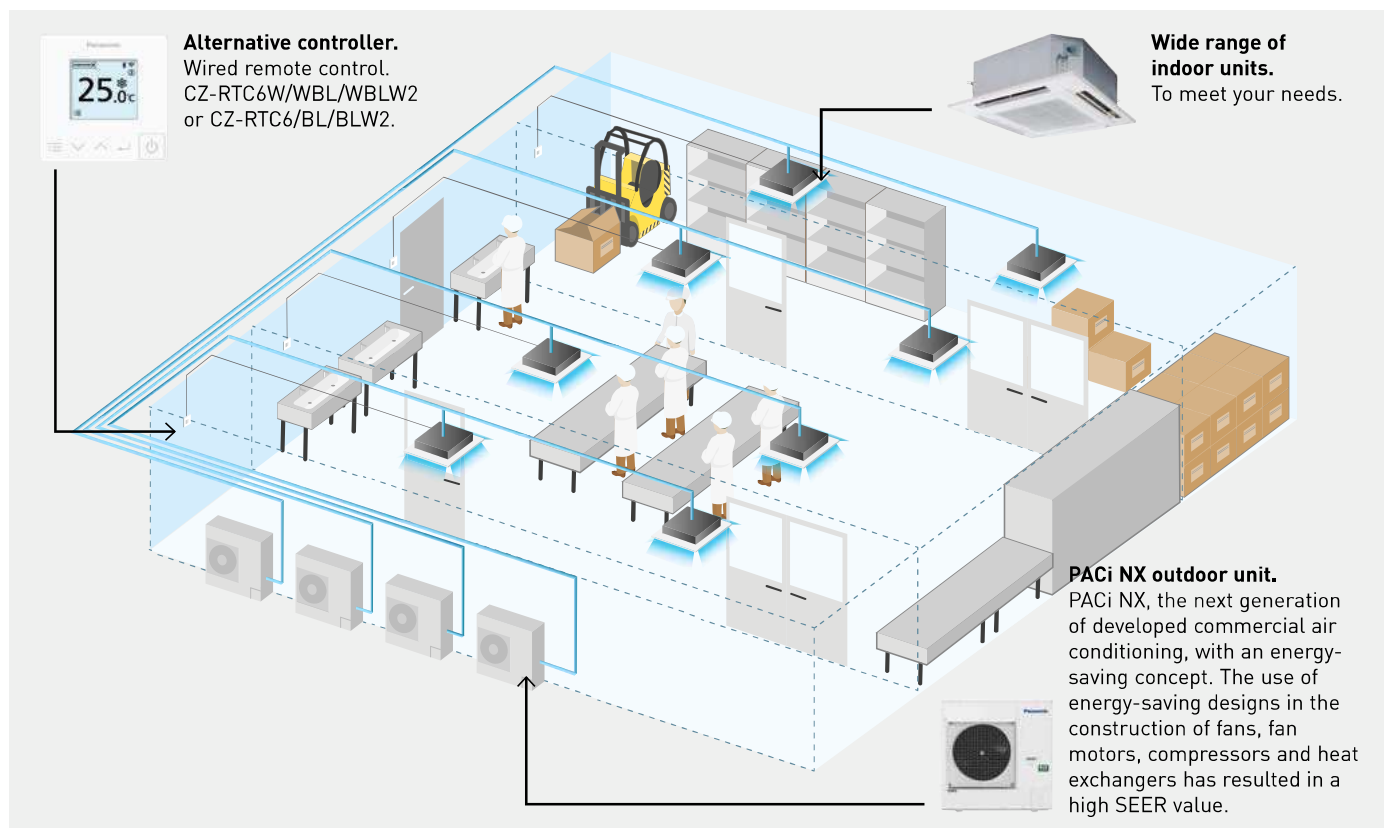 Panasonic
25.0°C
Alternative controller.
Wired remote control.
CZ-RTC6W/WBL/WBLW2
or CZ-RTC6/BL/BLW2.
Wide range of
indoor units.
To meet your needs.
PACi NX outdoor unit.
PACi NX, the next generation
of developed commercial air
conditioning, with an energy-
saving concept. The use of
energy-saving designs in the
construction of fans, fan
motors, compressors and heat
exchangers has resulted in a
high SEER value.
Panasonic